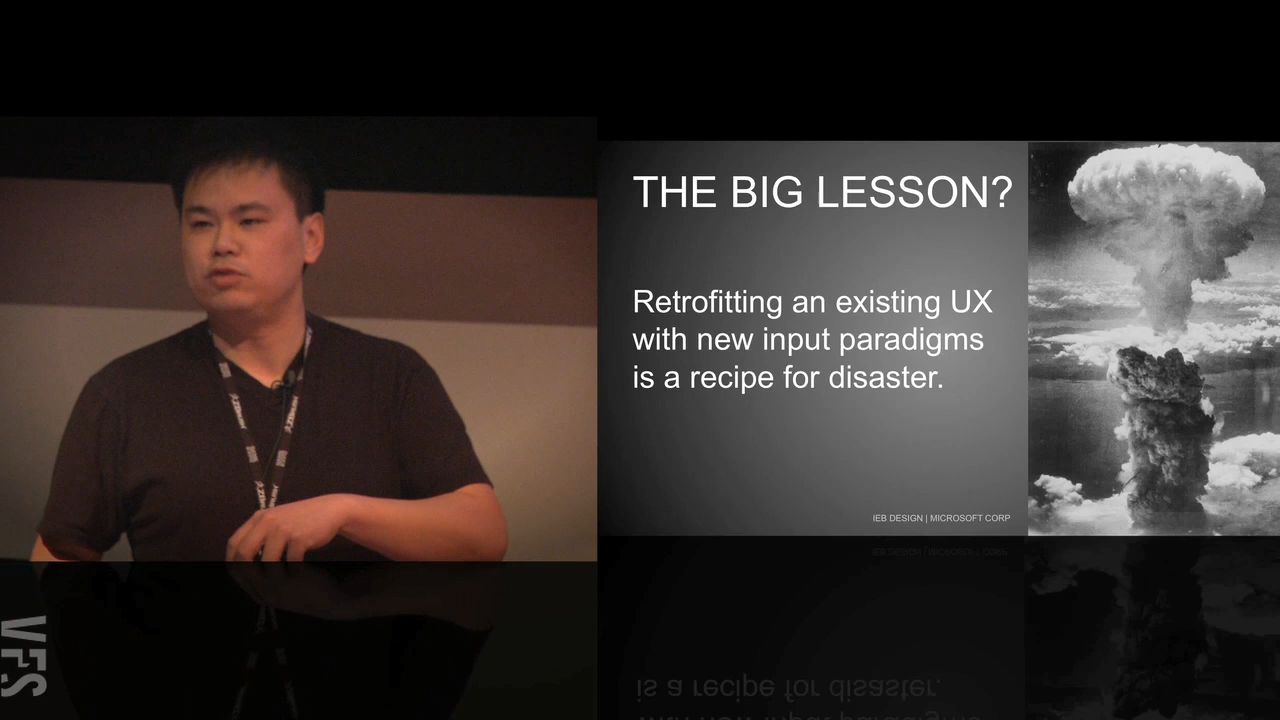 THE BIG LESSON?
Retrofitting an existing UX
with new input paradigms
is a recipe for disaster.
IEB DESIGN | MICROSOFT CORP
VFS